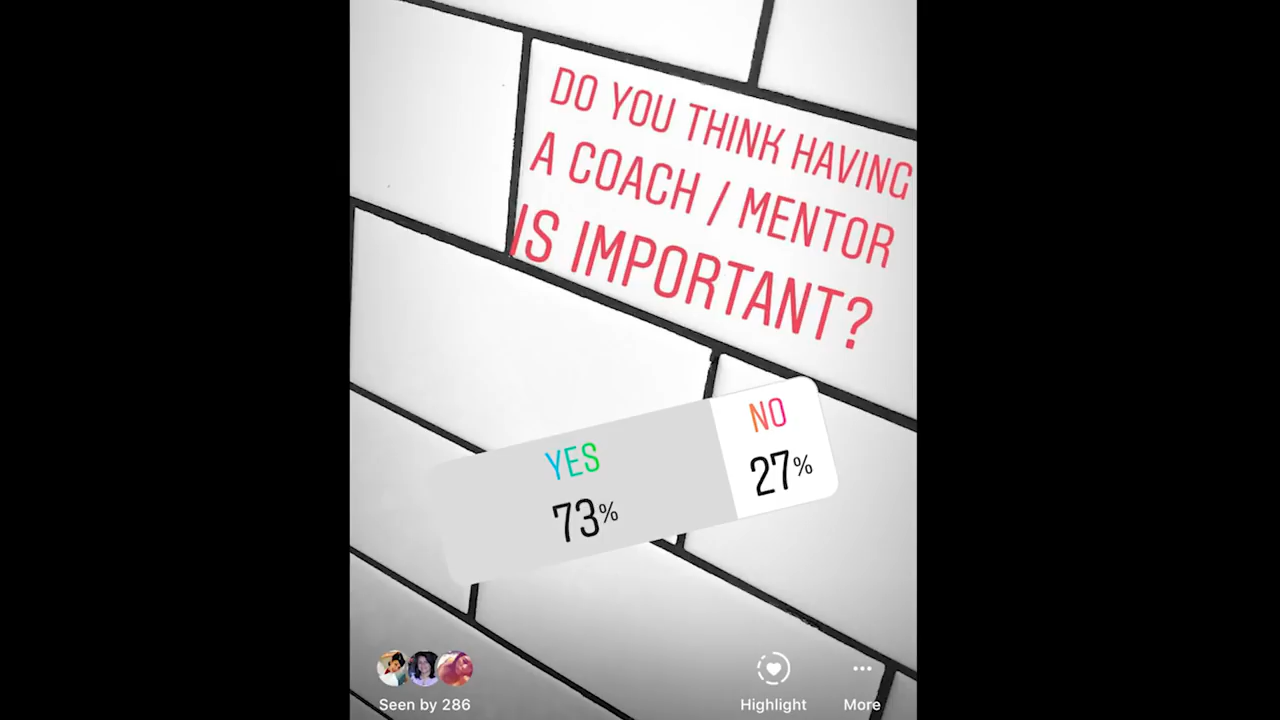 DO YOU THINK HAVING
A COACH / MENTOR
IS IMPORTANT?
YES
NO
73%
27%
Seen by 286
Highlight
More